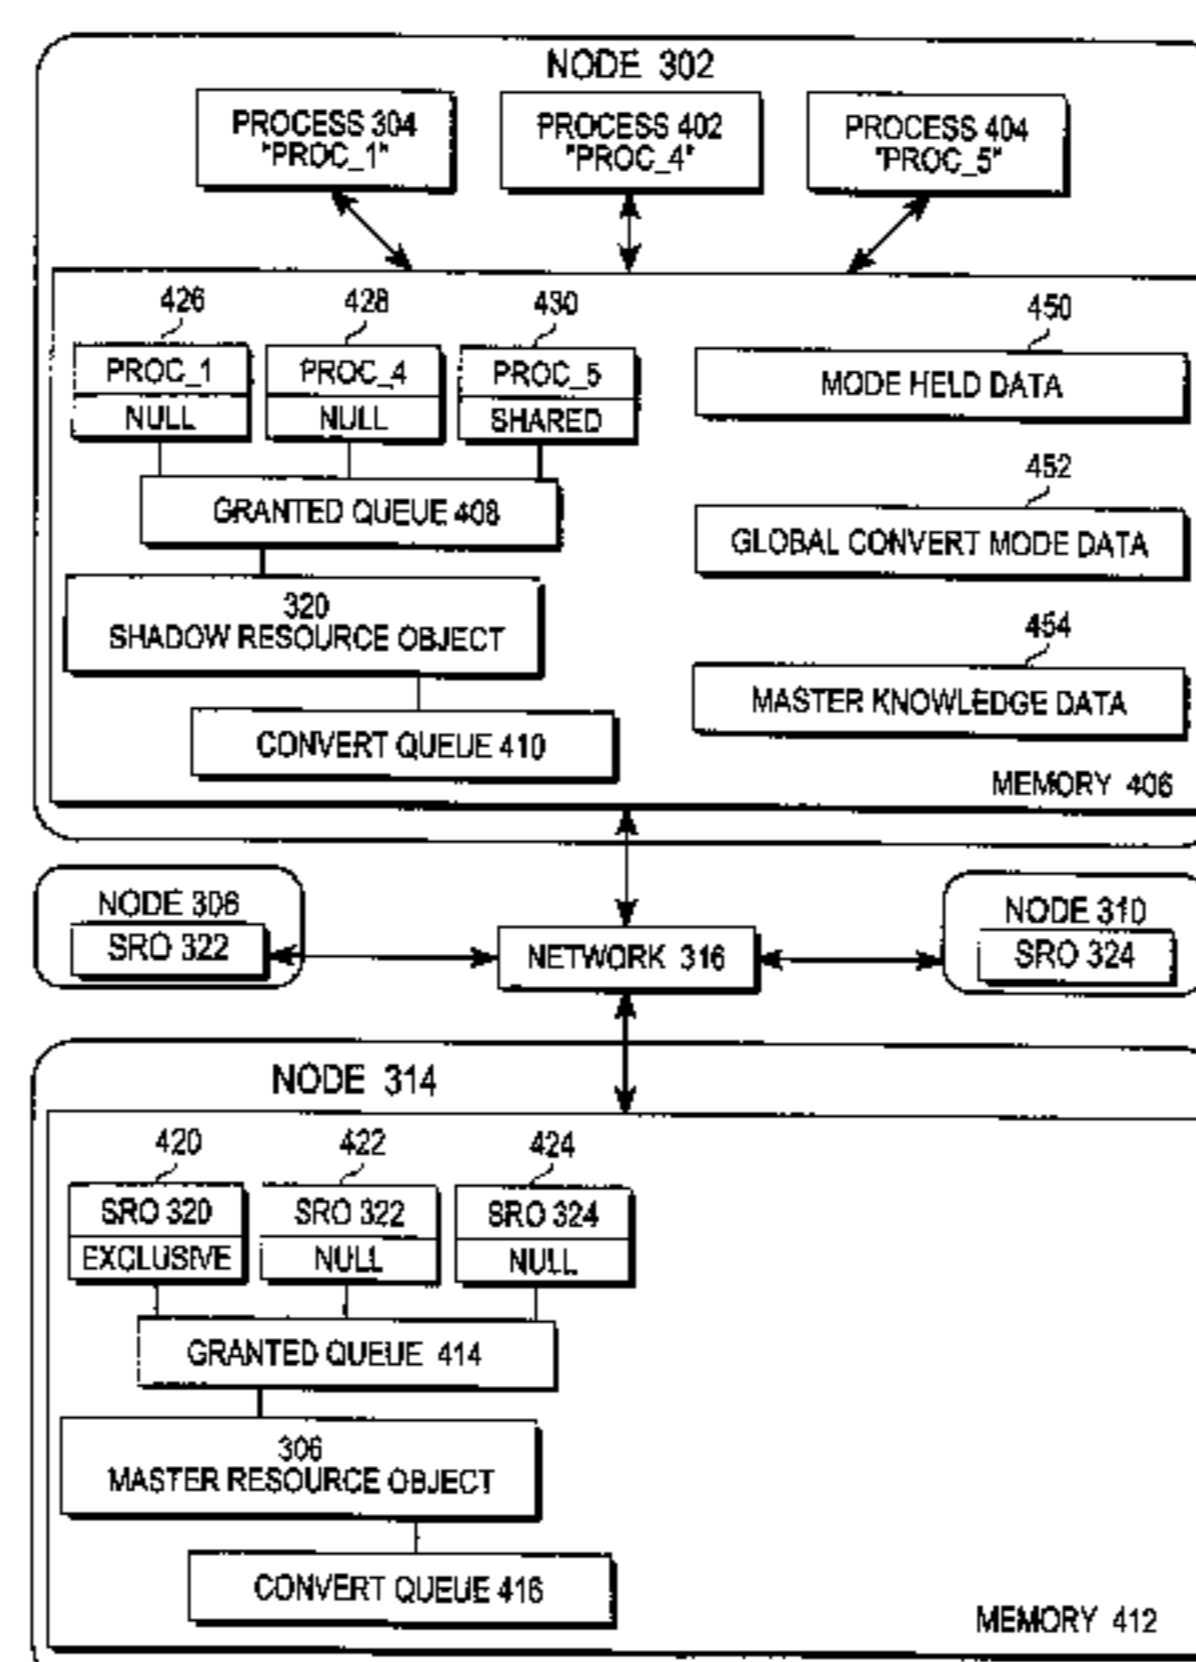 NODE 302
PROCESS 304
"PROC_1"
PROCESS 402
"PROC_4"
PROCESS 404
"PROC_5"
426
428
430
450
PROC_1
NULL
PROC_4
NULL
PROC_5
SHARED
MODE HELD DATA
GRANTED QUEUE 408
452
GLOBAL CONVERT MODE DATA
320
SHADOW RESOURCE OBJECT
454
MASTER KNOWLEDGE DATA
CONVERT QUEUE 410
MEMORY 406
NODE 308
SRO 322
NETWORK 316
NODE 310
SRO 324
NODE 314
420
422
424
SRO 320
EXCLUSIVE
SRO 322
NULL
SRO 324
NULL
GRANTED QUEUE 414
306
MASTER RESOURCE OBJECT
CONVERT QUEUE 416
MEMORY 412